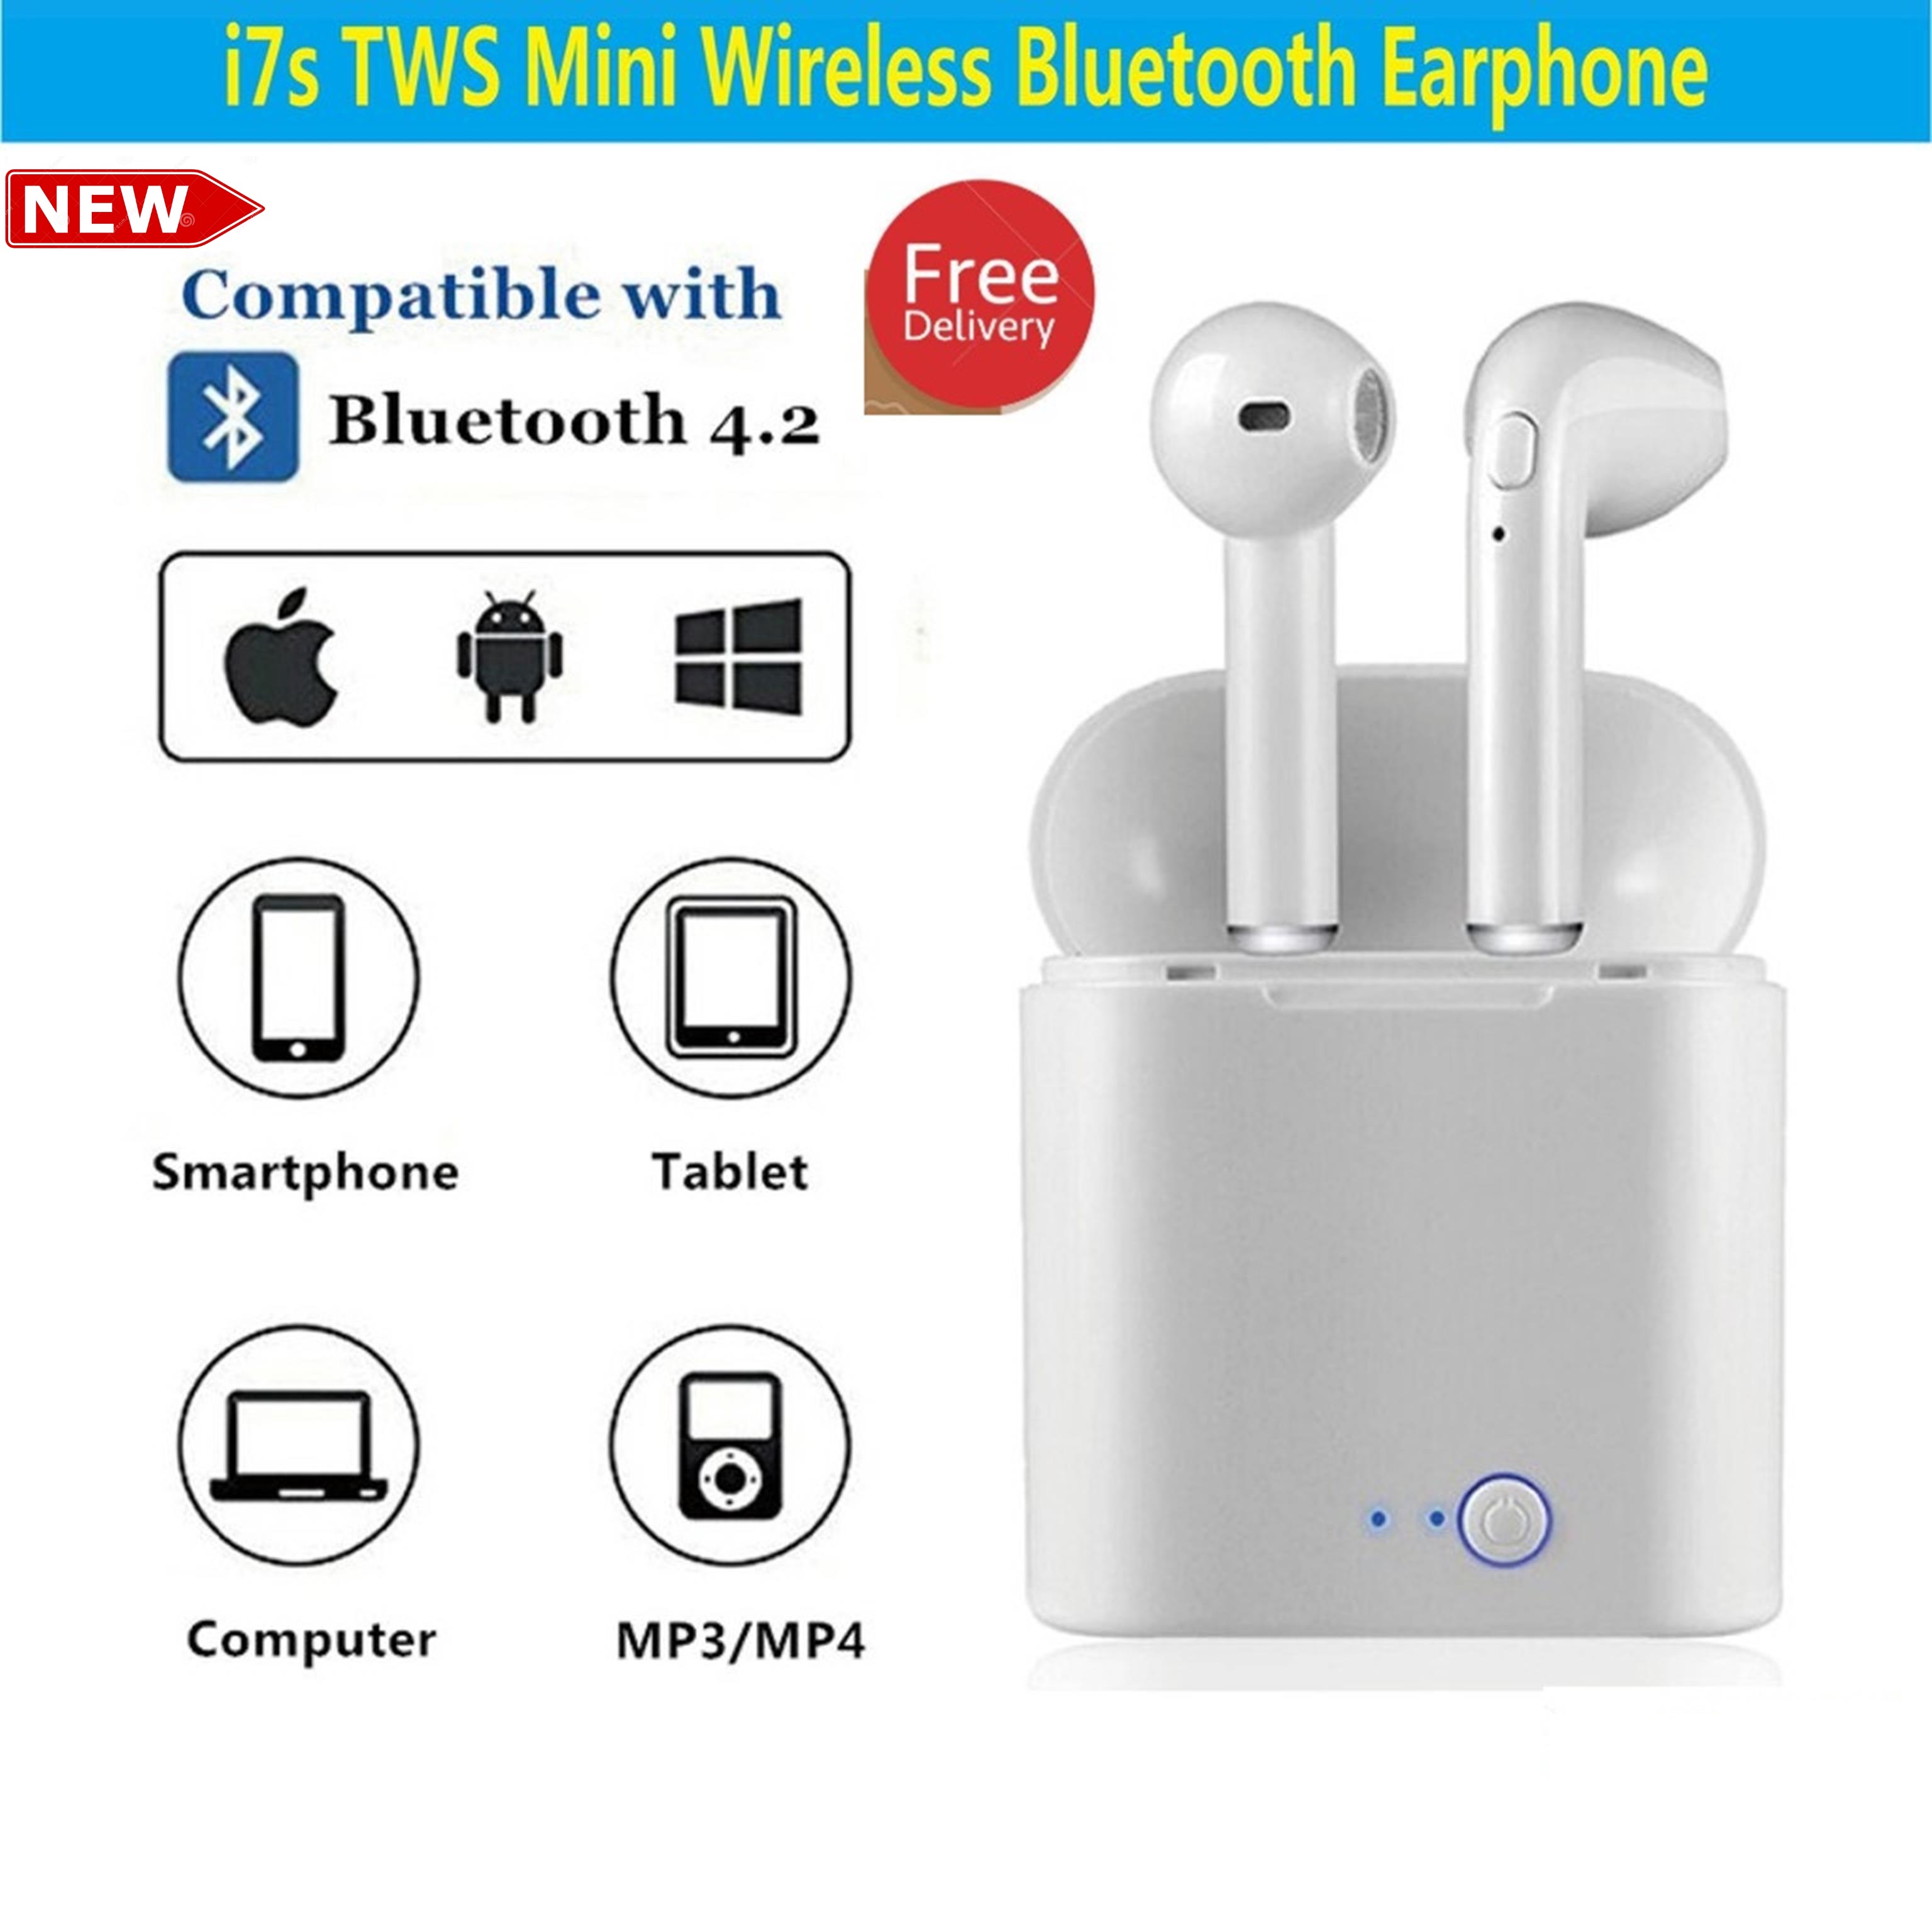 i7s TWS Mini Wireless Bluetooth Earphone
NEW
Free
Delivery
Compatible with
Bluetooth 4.2
Smartphone
Tablet
Computer
MP3/MP4